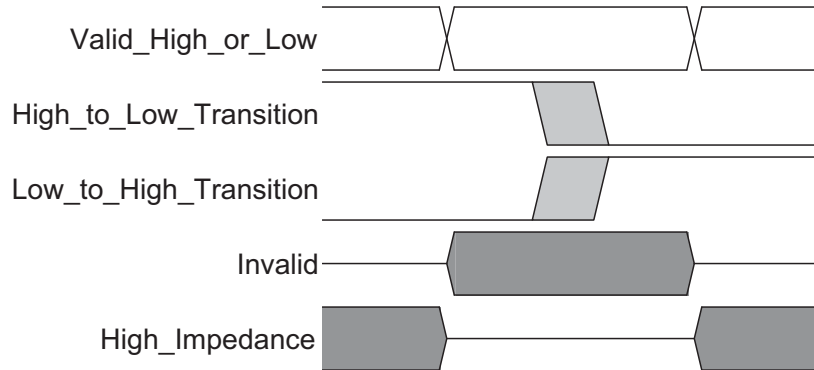 Valid_High_or_Low
High_to_Low_Transition
Low_to_High_Transition
Invalid
High_Impedance